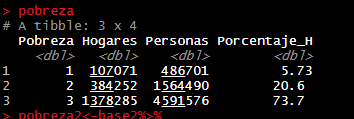 > pobreza
# A tibble: 3 x 4
Pobreza Hogares Personas Porcentaje_H
<dbl> <dbl> <dbl> <dbl>
1 1 107071 486701 5.73
2 2 384252 1564490 20.6
3 3 1378285 4591576 73.7
> pobreza2<-base2%>%